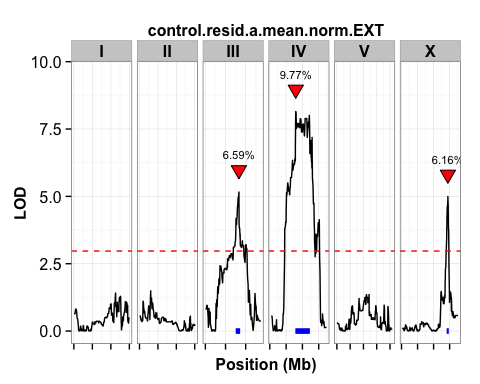 control.resid.a.mean.norm.EXT
I II III IV V X
9.77%
6.59%
6.16%
10.0
7.5
5.0
2.5
0.0
LOD
Position (Mb)